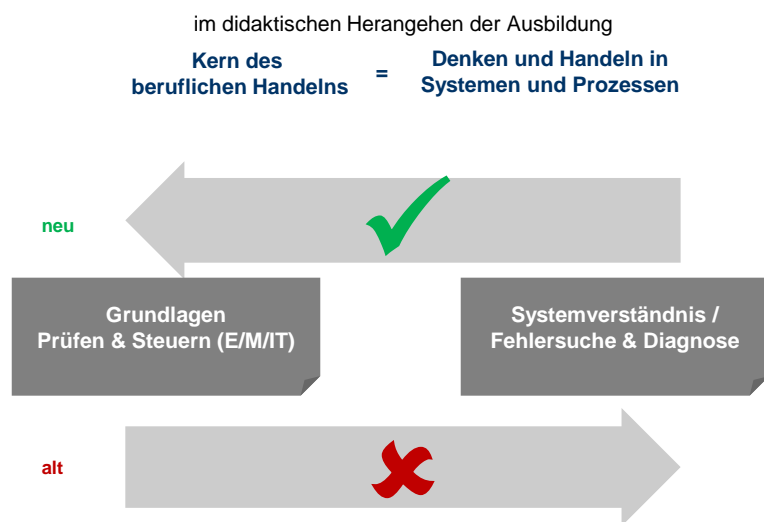 im didaktischen Herangehen der Ausbildung
Kern des
beruflichen Handelns
=
Denken und Handeln in
Systemen und Prozessen
neu
Grundlagen
Prüfen & Steuern (E/M/IT)
Systemverständnis /
Fehlersuche & Diagnose
alt